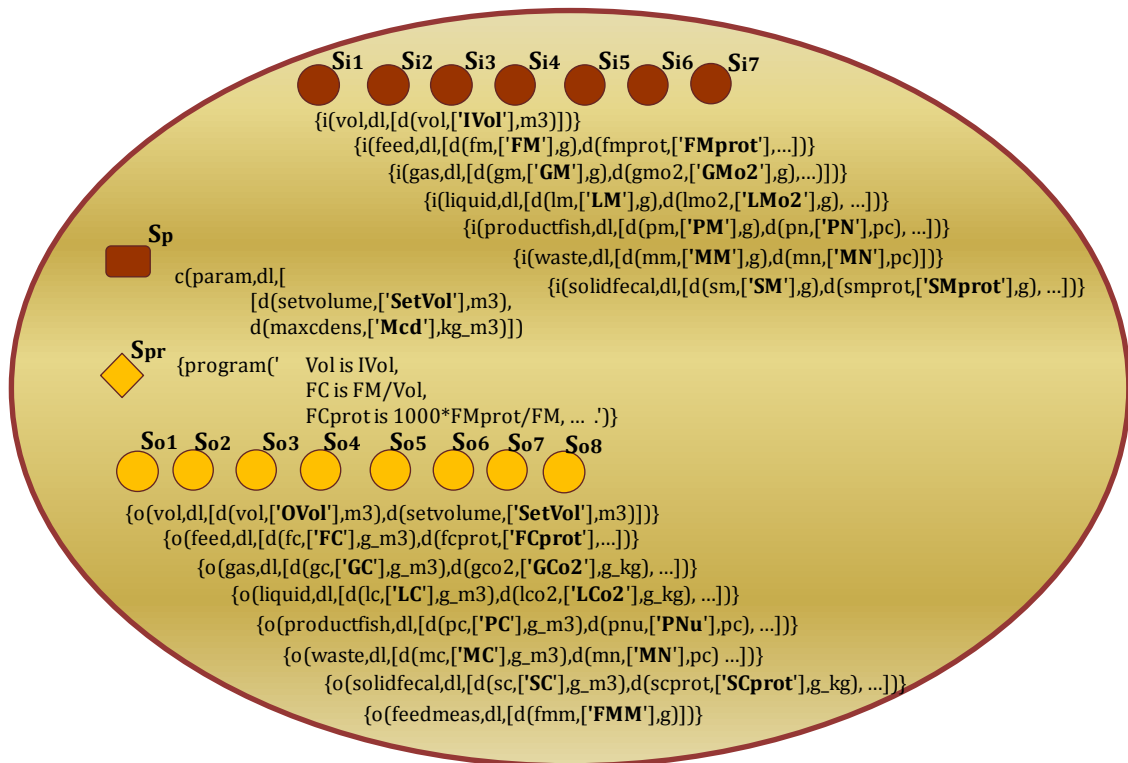 Si1 Si2 Si3 Si4 Si5 Si6 Si7
{i(vol,dl,[d(vol,['IVol'],m3)])}
{i(feed,dl,[d(fm,['FM'],g),d(fmprot,['FMprot'],...])}
{i(gas,dl,[d(gm,['GM'],g),d(gmo2,['GMo2'],g),...)])}
{i(liquid,dl,[d(lm,['LM'],g),d(lmo2,['LMo2'],g), ...])}
{i(productfish,dl,[d(pm,['PM'],g)d(pn,['PN'],pc), ...])}
{i(waste,dl,[d(mm,['MM'],g),d(mn,['MN'],pc)])}
{i(solidfecal,dl,[d(sm,['SM'],g),d(smprot,['SMprot'],g), ...])}
Sp
c(param,dl,[
[d(setvolume,['SetVol'],m3),
d(maxcdens,['Mcd'],kg_m3)])
Spr
{program(' Vol is IVol,
FC is FM/Vol,
FCprot is 1000*FMprot/FM, ... .')}
So1 So2 So3 So4 So5 So6 So7 So8
{o(vol,dl,[d(vol,['OVol'],m3),d(setvolume,['SetVol'],m3)])}
{o(feed,dl,[d(fc,['FC'],g_m3),d(fcprot,['FCprot'],...])}
{o(gas,dl,[d(gc,['GC'],g_m3),d(gco2,['GCo2'],g_kg), ...])}
{o(liquid,dl,[d(lc,['LC'],g_m3),d(lco2,['LCo2'],g_kg), ...])}
{o(productfish,dl,[d(pc,['PC'],g_m3),d(pnu,['PNu'],pc), ...])}
{o(waste,dl,[d(mc,['MC'],g_m3),d(mn,['MN'],pc) ...])}
{o(solidfecal,dl,[d(sc,['SC'],g_m3),d(scprot,['SCprot'],g_kg), ...])}
{o(feedmeas,dl,[d(fmm,['FMM'],g)])}